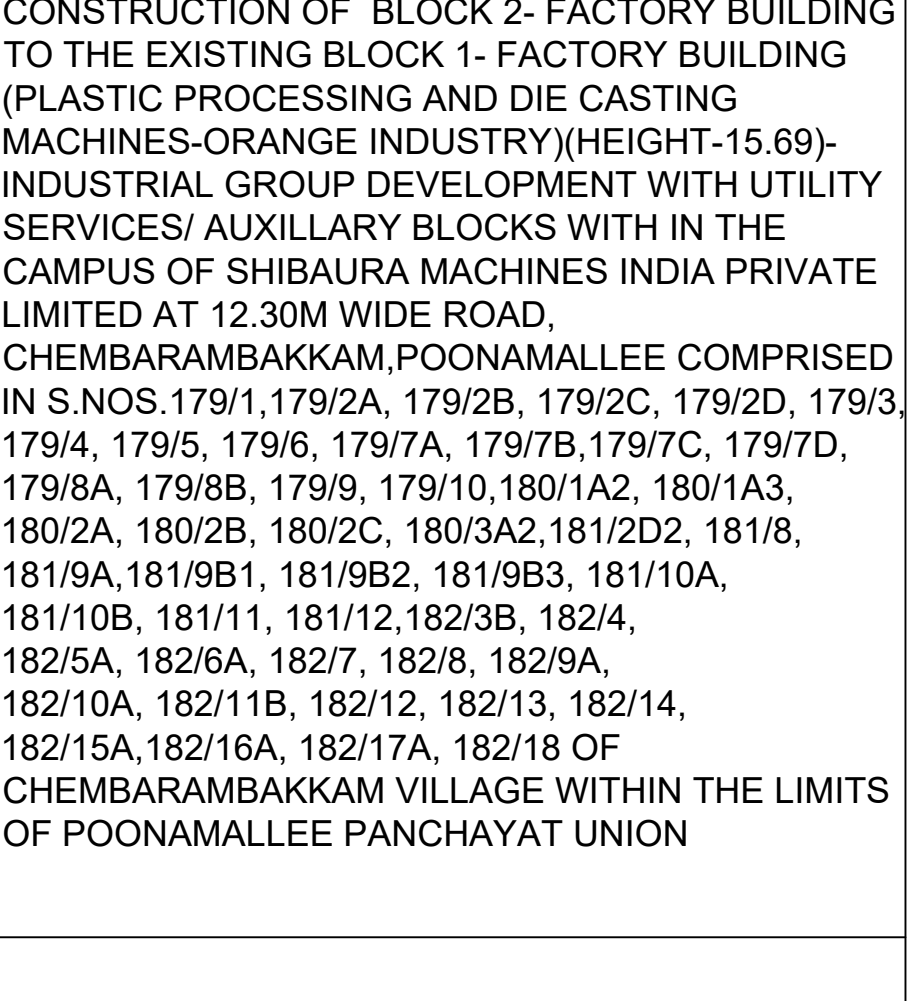 CONSTRUCTION OF  BLOCK 2- FACTORY BUILDING
TO THE EXISTING BLOCK 1- FACTORY BUILDING
(PLASTIC PROCESSING AND DIE CASTING
MACHINES-ORANGE INDUSTRY)(HEIGHT-15.69)-
INDUSTRIAL GROUP DEVELOPMENT WITH UTILITY
SERVICES/ AUXILLARY BLOCKS WITH IN THE
CAMPUS OF SHIBAURA MACHINES INDIA PRIVATE
LIMITED AT 12.30M WIDE ROAD,
CHEMBARAMBAKKAM,POONAMALLEE COMPRISED
IN S.NOS.179/1,179/2A, 179/2B, 179/2C, 179/2D, 179/3,
179/4, 179/5, 179/6, 179/7A, 179/7B,179/7C, 179/7D,
179/8A, 179/8B, 179/9, 179/10,180/1A2, 180/1A3,
180/2A, 180/2B, 180/2C, 180/3A2,181/2D2, 181/8,
181/9A,181/9B1, 181/9B2, 181/9B3, 181/10A,
181/10B, 181/11, 181/12,182/3B, 182/4,
182/5A, 182/6A, 182/7, 182/8, 182/9A,
182/10A, 182/11B, 182/12, 182/13, 182/14,
182/15A,182/16A, 182/17A, 182/18 OF
CHEMBARAMBAKKAM VILLAGE WITHIN THE LIMITS
OF POONAMALLEE PANCHAYAT UNION